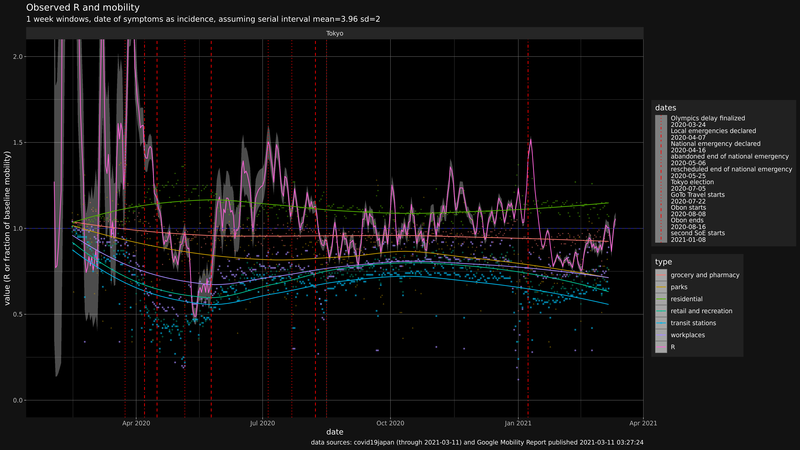 Observed R and mobility
1 week windows, date of symptoms as incidence, assuming serial interval mean=3.96 sd=2
Tokyo
value (R or fraction of baseline mobility)
2.0
1.5
1.0
0.5
0.0
Apr 2020
Jul 2020
Oct 2020
Jan 2021
Apr 2021
date
data sources: covid19japan (through 2021-03-11) and Google Mobility Report published 2021-03-11 03:27:24
dates
Olympics delay finalized
2020-03-24
Local emergencies declared
2020-04-07
National emergency declared
2020-04-16
abandoned end of national emergency
2020-05-06
rescheduled end of national emergency
2020-05-25
Tokyo election
2020-07-05
GoTo Travel starts
2020-07-22
Obon starts
2020-08-08
Obon ends
2020-08-16
second SoE starts
2021-01-08
type
grocery and pharmacy
parks
residential
retail and recreation
transit stations
workplaces
R